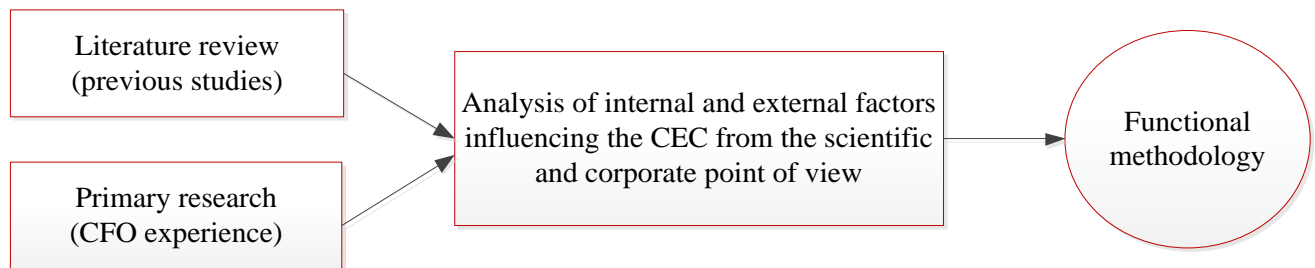 Literature review
(previous studies)
Primary research
(CFO experience)
Analysis of internal and external factors
influencing the CEC from the scientific
and corporate point of view
Functional
methodology